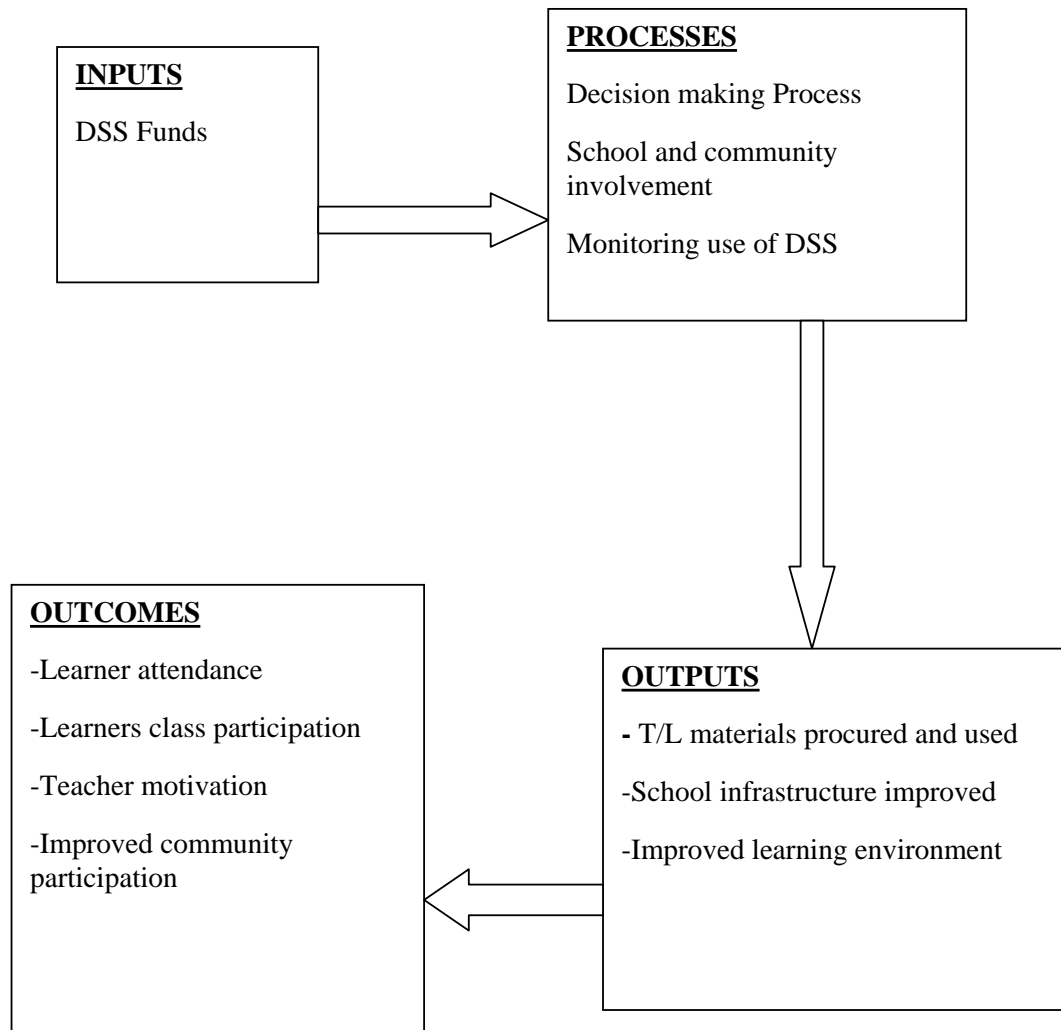 INPUTS
DSS Funds
PROCESSES
Decision making Process
School and community
involvement
Monitoring use of DSS
OUTCOMES
-Learner attendance
-Learners class participation
-Teacher motivation
-Improved community
participation
OUTPUTS
- T/L materials procured and used
-School infrastructure improved
-Improved learning environment